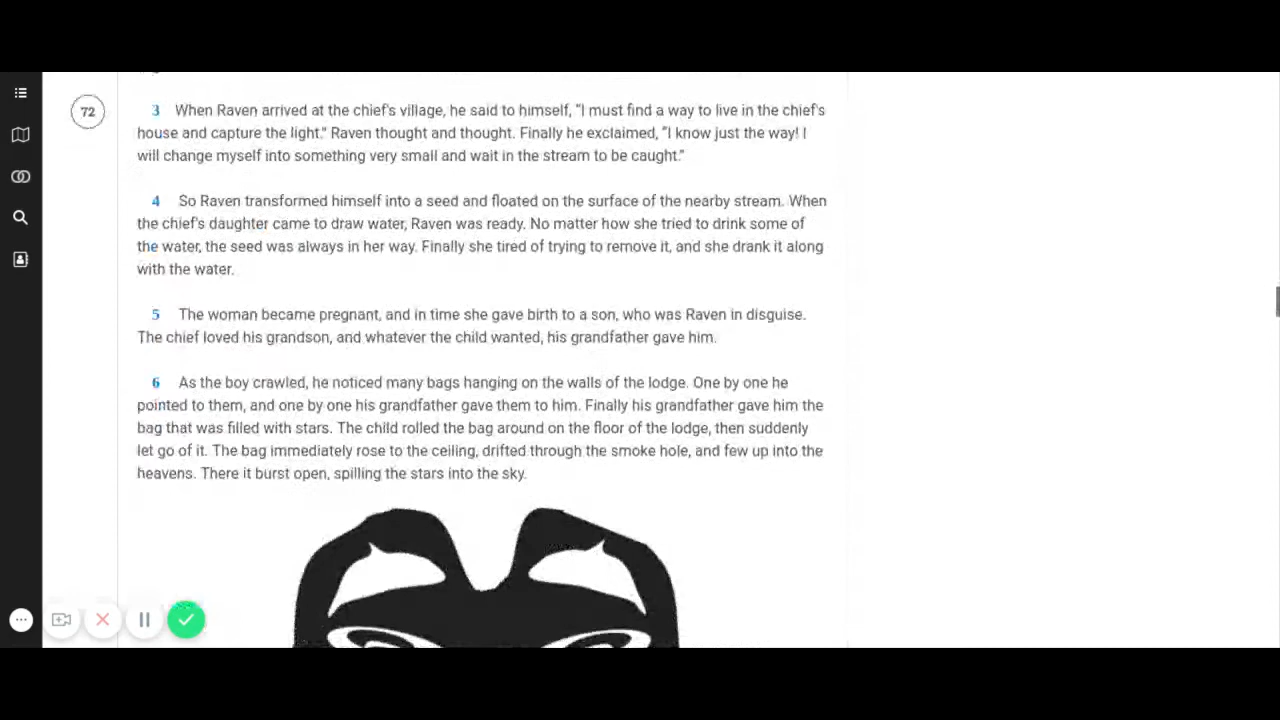 72
3 When Raven arrived at the chief's village, he said to himself, "I must find a way to live in the chief's
house and capture the light." Raven thought and thought. Finally he exclaimed, "I know just the way! I
will change myself into something very small and wait in the stream to be caught."
4 So Raven transformed himself into a seed and floated on the surface of the nearby stream. When
the chief's daughter came to draw water, Raven was ready. No matter how she tried to drink some of
the water, the seed was always in her way. Finally she tired of trying to remove it, and she drank it along
with the water.
5 The woman became pregnant, and in time she gave birth to a son, who was Raven in disguise.
The chief loved his grandson, and whatever the child wanted, his grandfather gave him.
6 As the boy crawled, he noticed many bags hanging on the walls of the lodge. One by one he
pointed to them, and one by one his grandfather gave them to him. Finally his grandfather gave him the
bag that was filled with stars. The child rolled the bag around on the floor of the lodge, then suddenly
let go of it. The bag immediately rose to the ceiling, drifted through the smoke hole, and few up into the
heavens. There it burst open, spilling the stars into the sky.